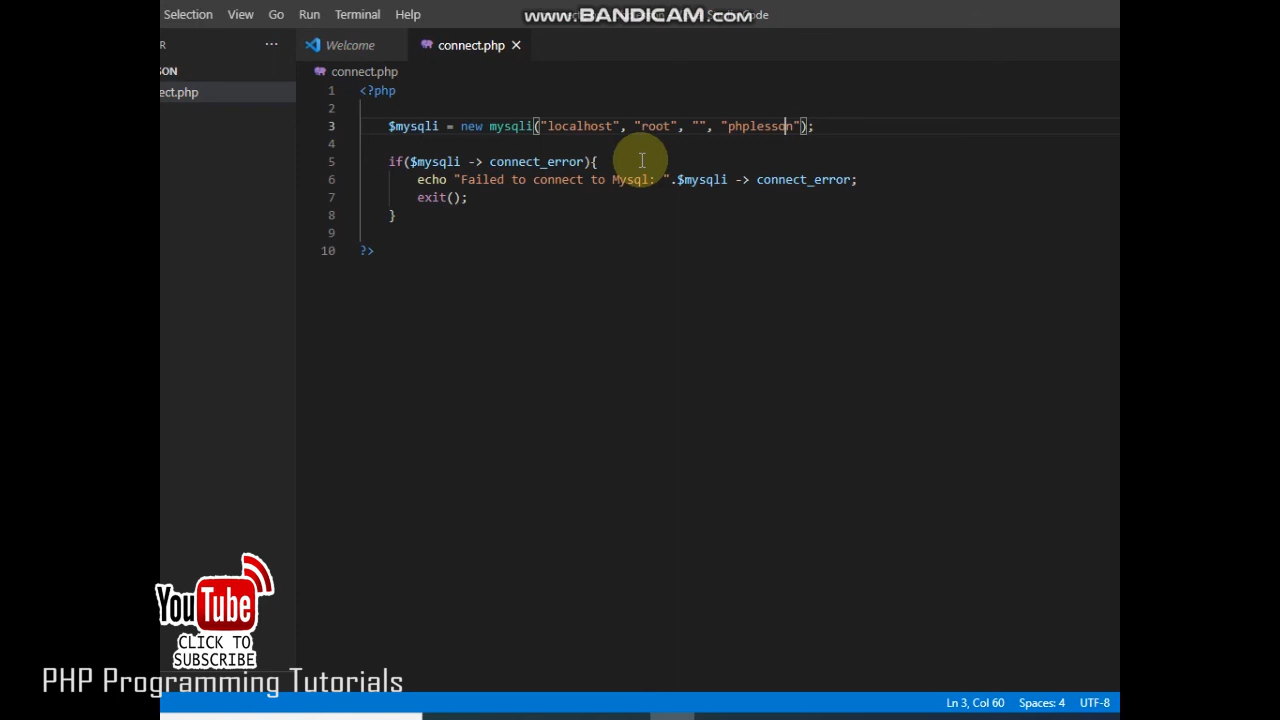 Selection View Go Run Terminal Help
www.BANDICAM.com
Code
R ... Welcome connect.php
SON
connect.php
ect.php
1 <?php
2
3 $mysqli = new mysqli("localhost", "root", "", "phplesson");
4
5 if($mysqli -> connect_error){
6 echo "Failed to connect to Mysql: ".$mysqli -> connect_error;
7 exit();
8 }
9
10 ?>
YouTube
CLICK TO
SUBSCRIBE
PHP Programming Tutorials
Ln 3, Col 60 Spaces: 4 UTF-8